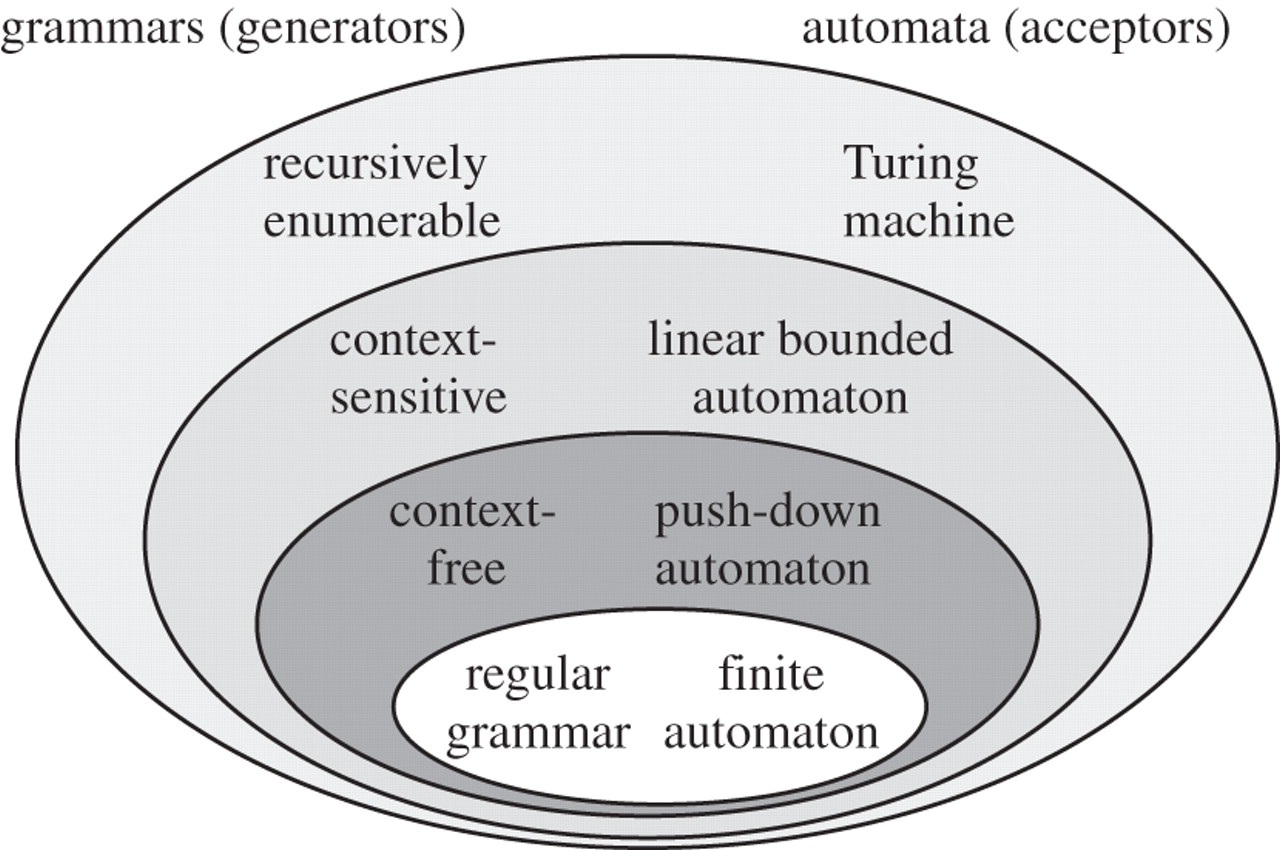 grammars (generators)
automata (acceptors)
recursively
enumerable
Turing
machine
context-
sensitive
linear bounded
automaton
context-
free
push-down
automaton
regular
grammar
finite
automaton